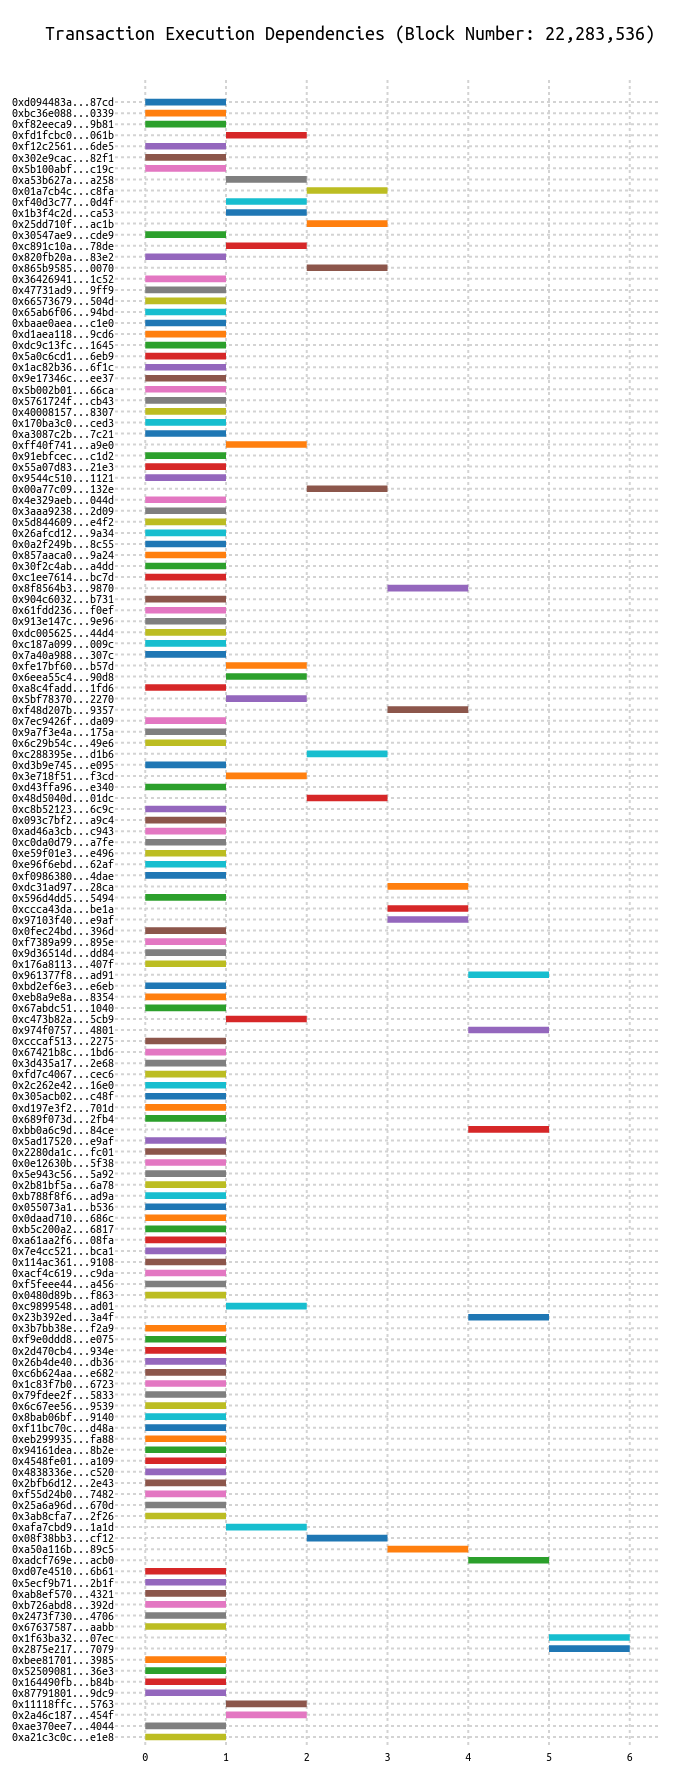 Transaction Execution Dependencies (Block Number: 22,283,536)
0xd094483a...87cd
0xbc36e088...0339
0xf82eeca9...9b81
0xfd1fcbc0...061b
0xf12c2561...6de5
0x302e9cac...82f1
0x5b100abf...c19c
0xa53b627a...a258
0x01a7cb4c...c8fa
0xf40d3c77...0d4f
0x1b3f4c2d...ca53
0x25dd710f...ac1b
0x30547ae9...cde9
0xc891c10a...78de
0x820fb20a...83e2
0x865b9585...0070
0x36426941...1c52
0x47731ad9...9ff9
0x66573679...504d
0x65ab6f06...94bd
0xbaae0aea...c1e0
0xd1aea118...9cd6
0xdc9c13fc...1645
0x5a0c6cd1...6eb9
0x1ac82b36...6f1c
0x9e17346c...ee37
0x5b002b01...66ca
0x5761724f...cb43
0x40008157...8307
0x170ba3c0...ced3
0xa3087c2b...7c21
0xff40f741...a9e0
0x91ebfcec...c1d2
0x55a07d83...21e3
0x9544c510...1121
0x00a77c09...132e
0x4e329aeb...044d
0x3aaa9238...2d09
0x5d844609...e4f2
0x26afcd12...9a34
0x0a2f249b...8c55
0x857aaca0...9a24
0x30f2c4ab...a4dd
0xc1ee7614...bc7d
0x8f8564b3...9870
0x904c6032...b731
0x61fdd236...f0ef
0x913e147c...9e96
0xdc005625...44d4
0xc187a099...009c
0x7a40a988...307c
0xfe17bf60...b57d
0x6eea55c4...90d8
0xa8c4fadd...1fd6
0x5bf78370...2270
0xf48d207b...9357
0x7ec9426f...da09
0x9a7f3e4a...175a
0x6c29b54c...49e6
0xc288395e...d1b6
0xd3b9e745...e095
0x3e718f51...f3cd
0xd43ffa96...e340
0x48d5040d...01dc
0xc8b52123...6c9c
0x093c7bf2...a9c4
0xad46a3cb...c943
0xc0da0d79...a7fe
0xe59f01e3...e496
0xe96f6ebd...62af
0xf0986380...4dae
0xdc31ad97...28ca
0x596d4dd5...5494
0xccca43da...be1a
0x97103f40...e9af
0x0fec24bd...396d
0xf7389a99...895e
0x9d36514d...dd84
0x176a8113...407f
0x961377f8...ad91
0xbd2ef6e3...e6eb
0xeb8a9e8a...8354
0x67abdc51...1040
0xc473b82a...5cb9
0x974f0757...4801
0xcccaf513...2275
0x67421b8c...1bd6
0x3d435a17...2e68
0xfd7c4067...cec6
0x2c262e42...16e0
0x305acb02...c48f
0xd197e3f2...701d
0x689f073d...2fb4
0xbb0a6c9d...84ce
0x5ad17520...e9af
0x2280da1c...fc01
0x0e12630b...5f38
0x5e943c56...5a92
0x2b81bf5a...6a78
0xb788f8f6...ad9a
0x055073a1...b536
0x0daad710...686c
0xb5c200a2...6817
0xa61aa2f6...08fa
0x7e4cc521...bca1
0x114ac361...9108
0xacf4c619...c9da
0xf5feee44...a456
0x0480d89b...f863
0xc9899548...ad01
0x23b392ed...3a4f
0x3b7bb38e...f2a9
0xf9e0ddd8...e075
0x2d470cb4...934e
0x26b4de40...db36
0xc6b624aa...e682
0x1c83f7b0...6723
0x79fdee2f...5833
0x6c67ee56...9539
0x8bab06bf...9140
0xf11bc70c...d48a
0xeb299935...fa88
0x94161dea...8b2e
0x4548fe01...a109
0x4838336e...c520
0x2bfb6d12...2e43
0xf55d24b0...7482
0x25a6a96d...670d
0x3ab8cfa7...2f26
0xafa7cbd9...1a1d
0x08f38bb3...cf12
0xa50a116b...89c5
0xadcf769e...acb0
0xd07e4510...6b61
0x5ecf9b71...2b1f
0xab8ef570...4321
0xb726abd8...392d
0x2473f730...4706
0x67637587...aabb
0x1f63ba32...07ec
0x2875e217...7079
0xbee81701...3985
0x52509081...36e3
0x164490fb...b84b
0x87791801...9dc9
0x11118ffc...5763
0x2a46c187...454f
0xae370ee7...4044
0xa21c3c0c...e1e8
0 1 2 3 4 5 6